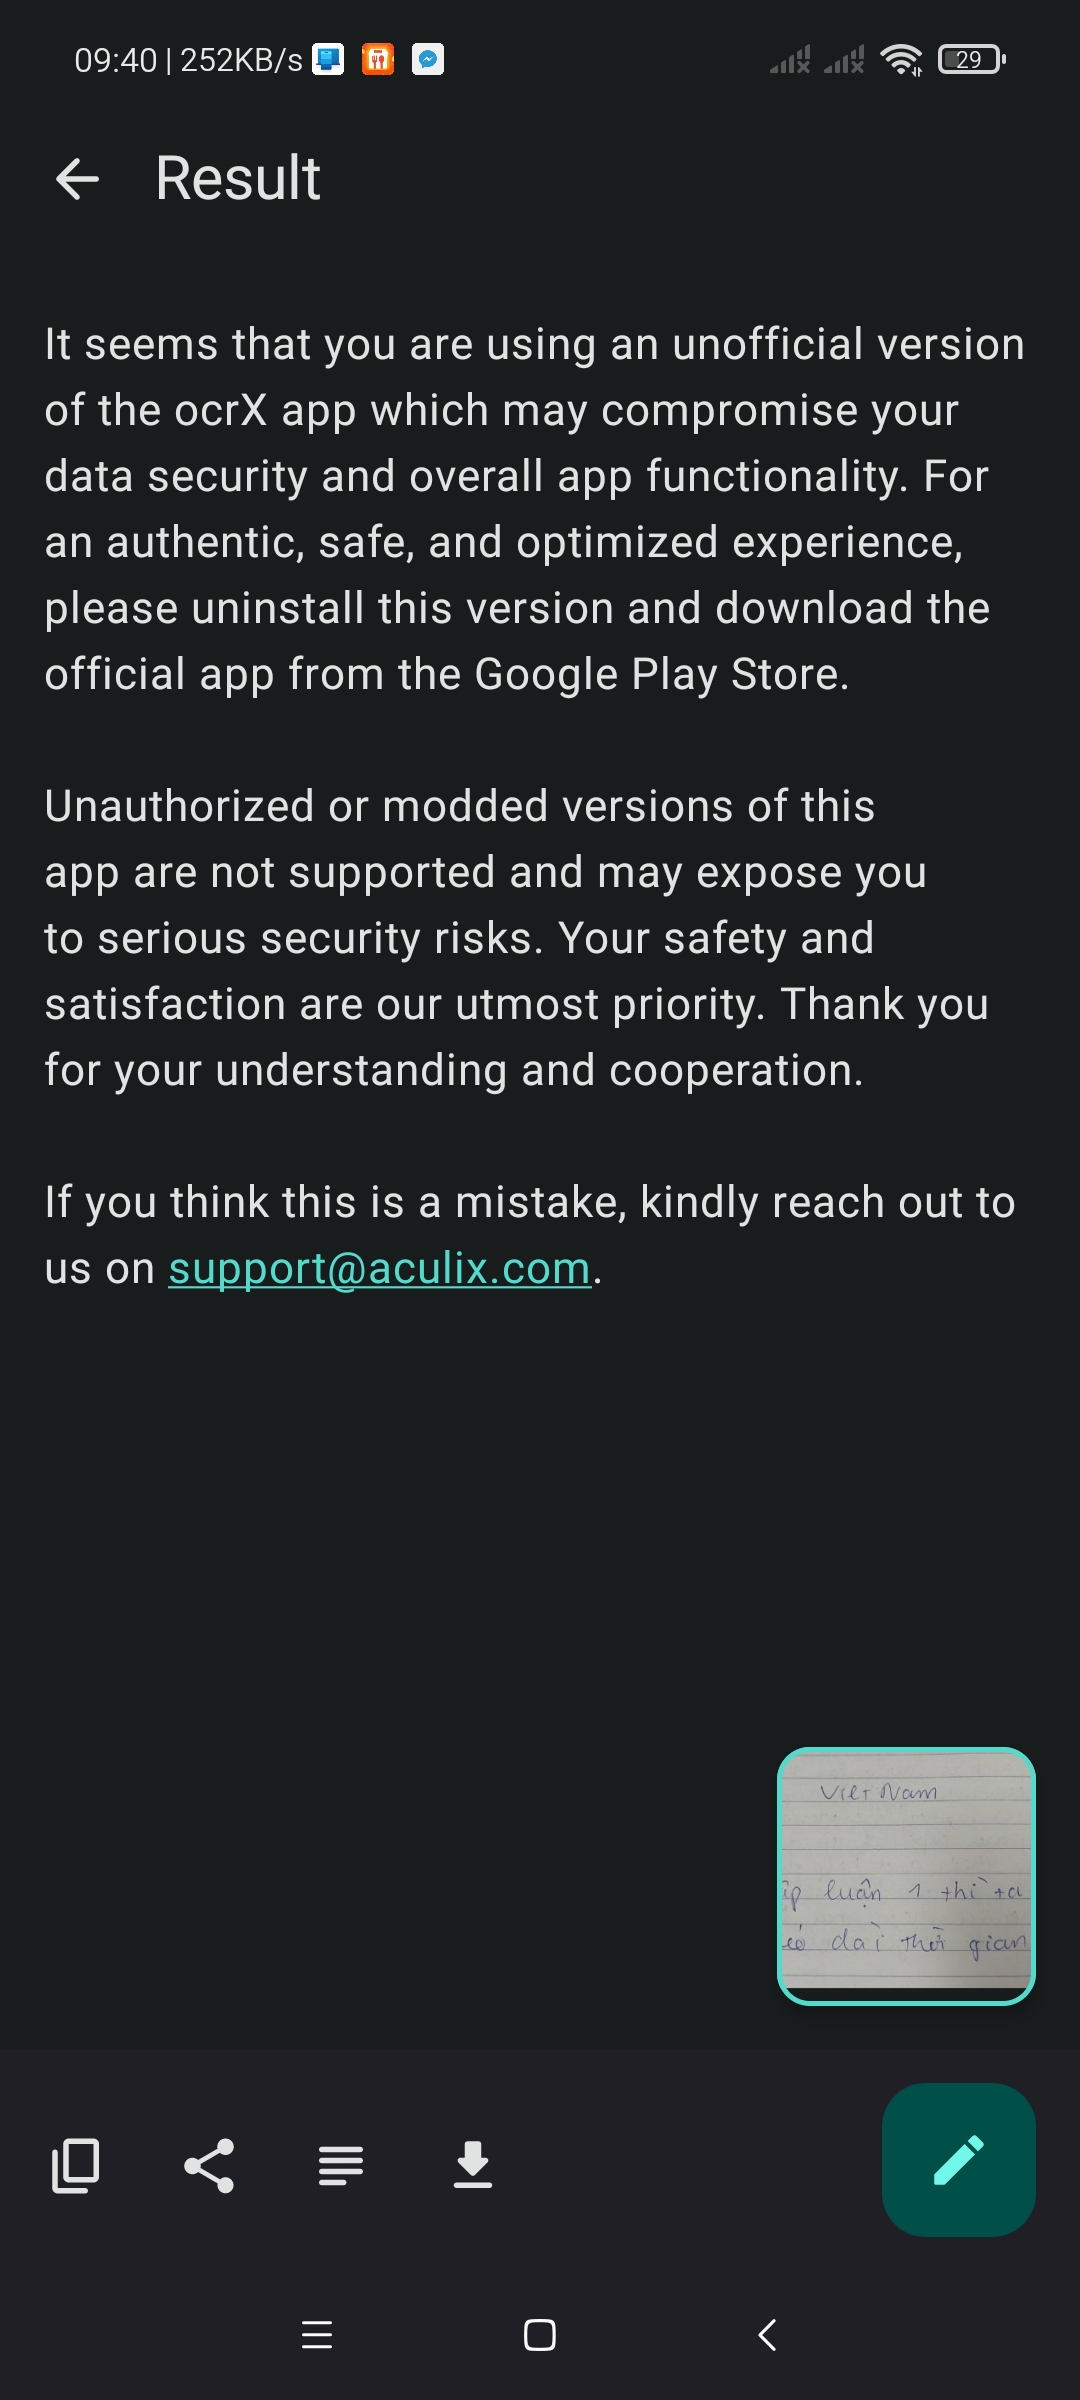 09:40 | 252KB/s
29
Result
It seems that you are using an unofficial version
of the ocrX app which may compromise your
data security and overall app functionality. For
an authentic, safe, and optimized experience,
please uninstall this version and download the
official app from the Google Play Store.
Unauthorized or modded versions of this
app are not supported and may expose you
to serious security risks. Your safety and
satisfaction are our utmost priority. Thank you
for your understanding and cooperation.
If you think this is a mistake, kindly reach out to
us on support@aculix.com.
Việt Nam
luận 1 thì ta
dài thời gian